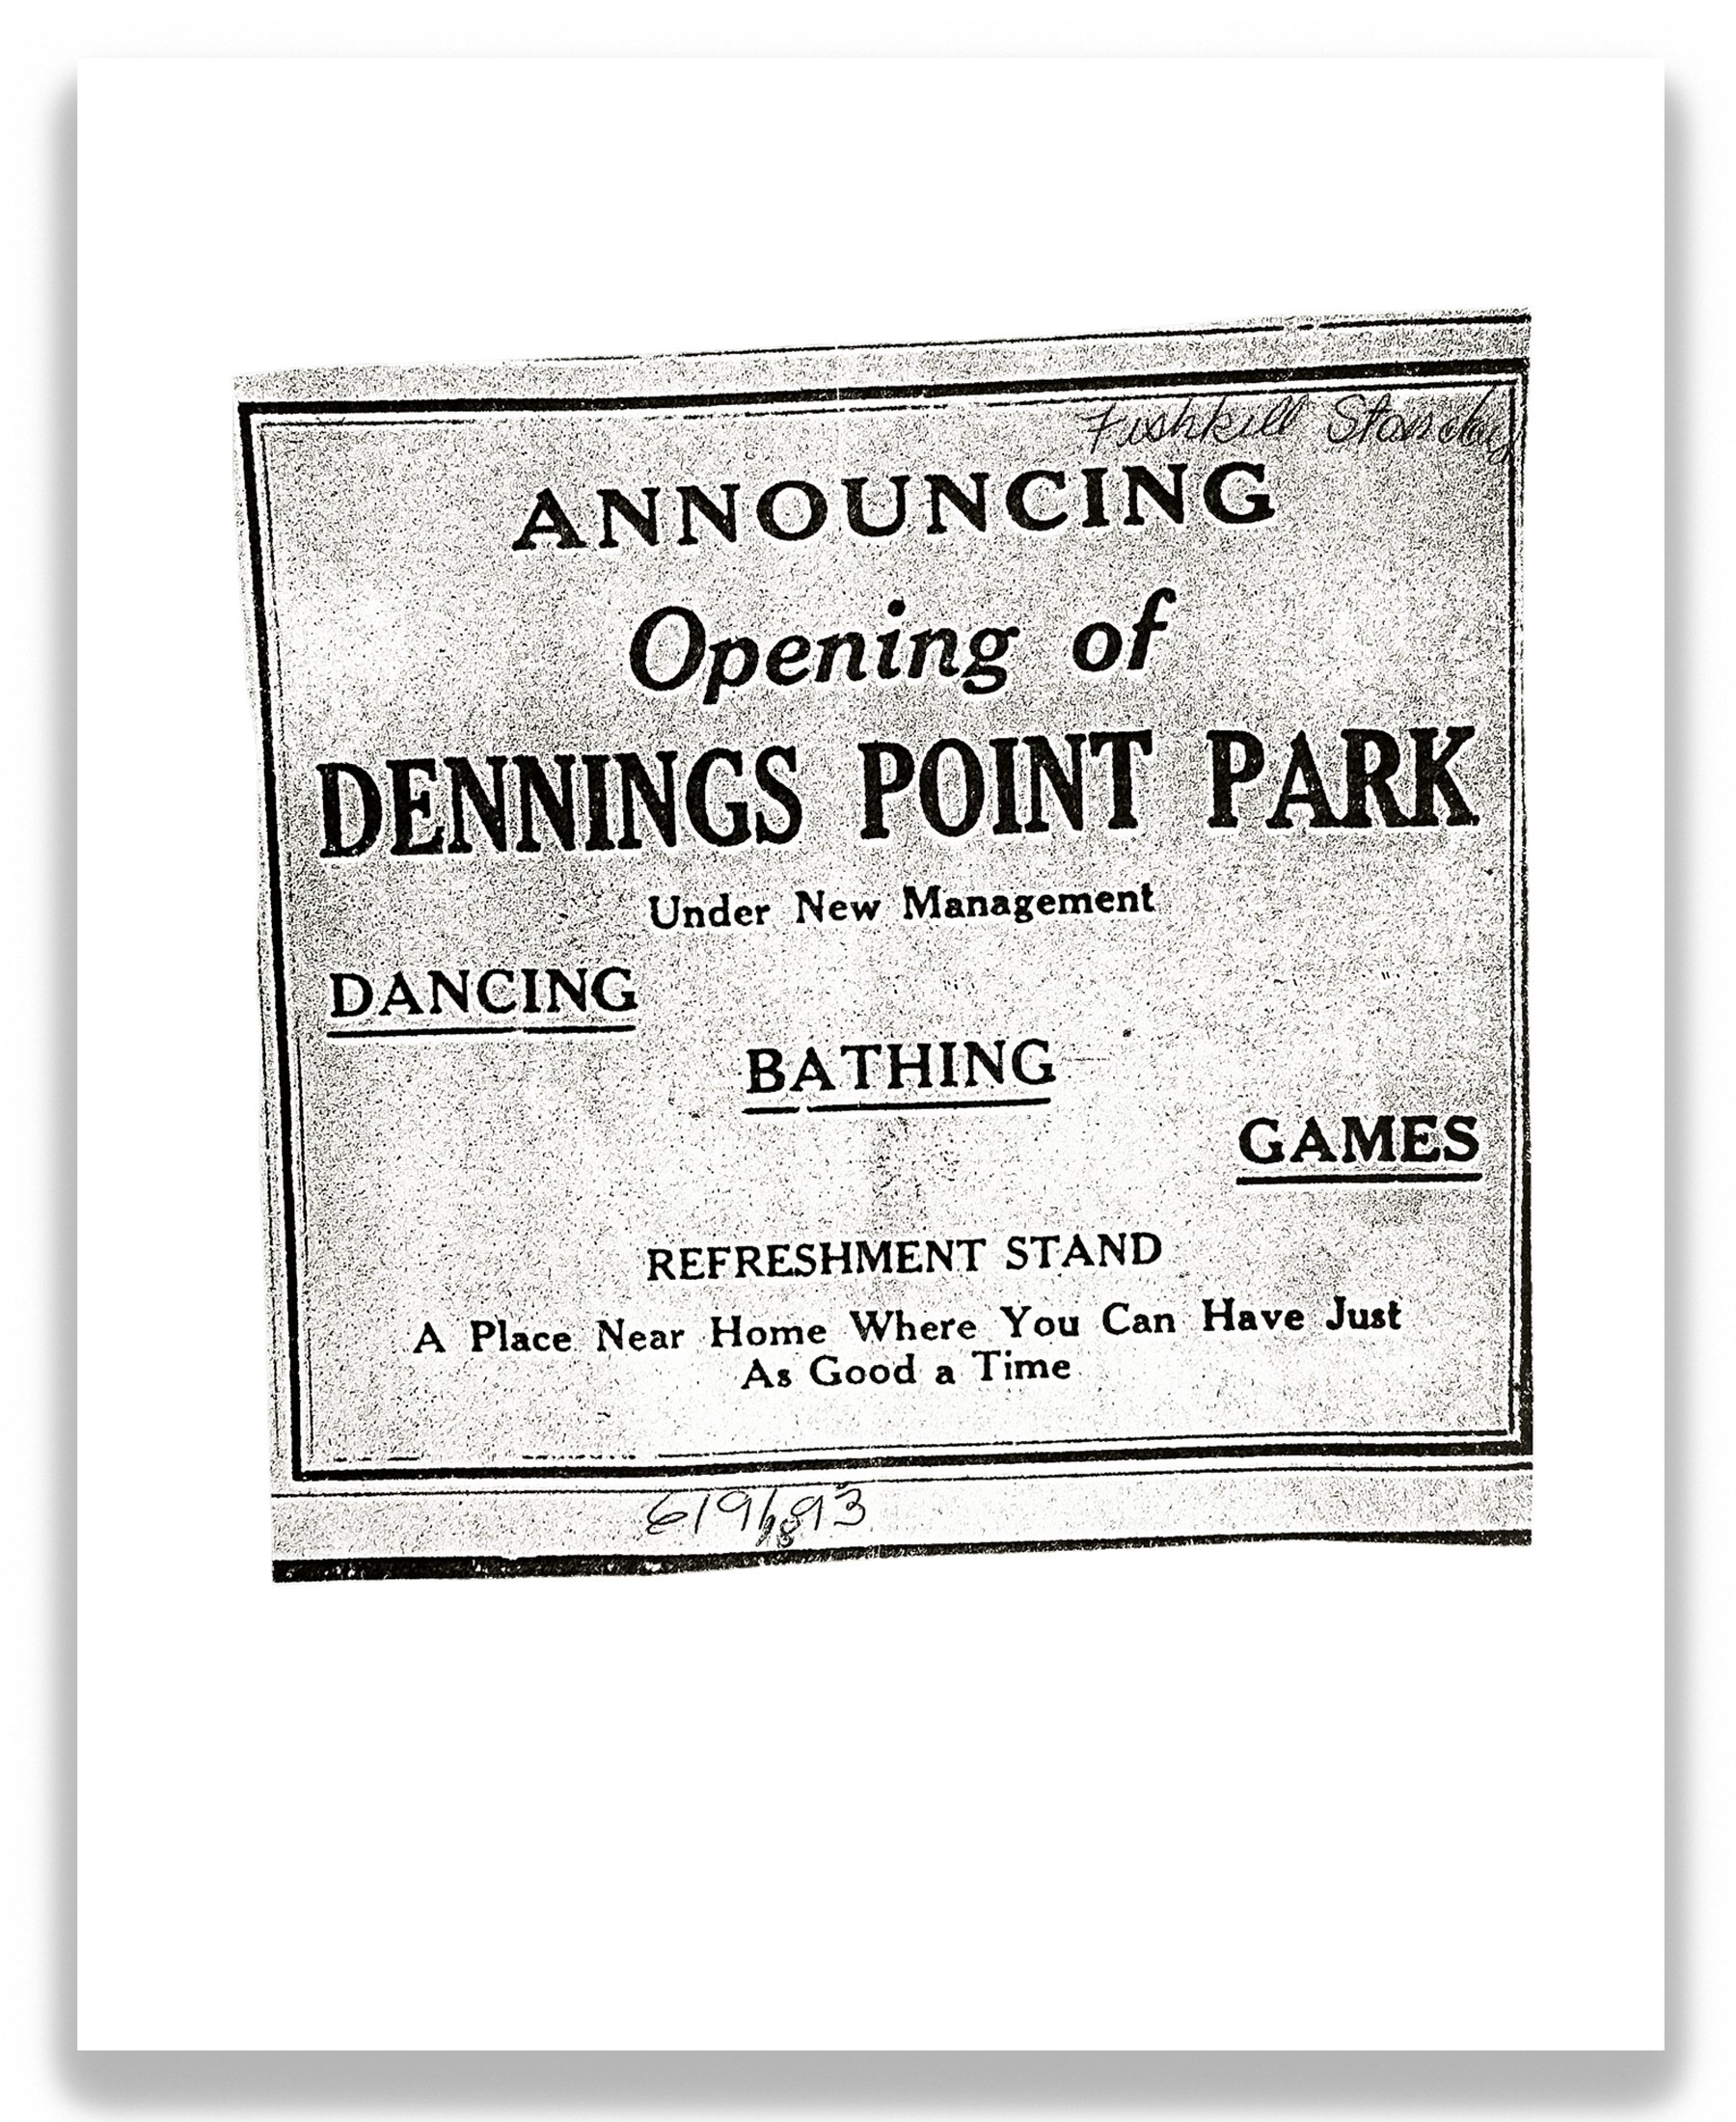 Fishkill Standard
ANNOUNCING
Opening of
DENNINGS POINT PARK
Under New Management
DANCING
BATHING
GAMES
REFRESHMENT STAND
A Place Near Home Where You Can Have Just
As Good a Time